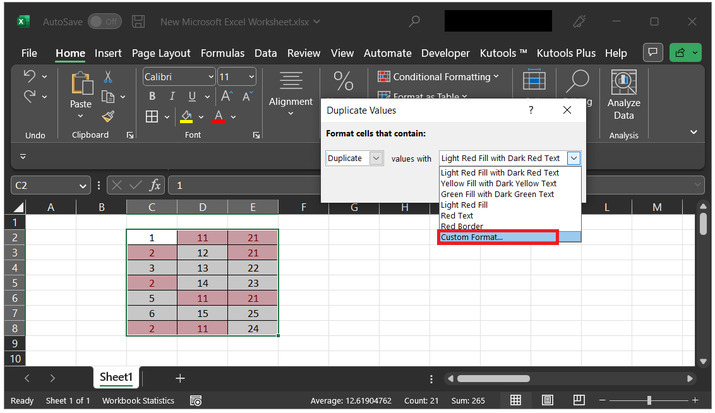 AutoSave Off New Microsoft Excel Worksheet.xlsx
File Home Insert Page Layout Formulas Data Review View Automate Developer Kutools ™ Kutools Plus Help
Calibri 11 Conditional Formatting
Paste B I U A A Alignment % Format as Table Analyze Data
Undo Clipboard Font Analysis
Duplicate Values ? ×
Format cells that contain:
Duplicate values with Light Red Fill with Dark Red Text
Light Red Fill with Dark Red Text
Yellow Fill with Dark Yellow Text
Green Fill with Dark Green Text
Light Red Fill
Red Text
Red Border
Custom Format...
C2 fx 1
A B C D E F G H L M
1
2 1 11 21
3 2 12 21
4 3 13 22
5 2 14 23
6 5 11 21
7 6 15 25
8 2 11 24
9
10
Sheet1 +
Ready Sheet 1 of 1 Workbook Statistics Average: 12.61904762 Count: 21 Sum: 265